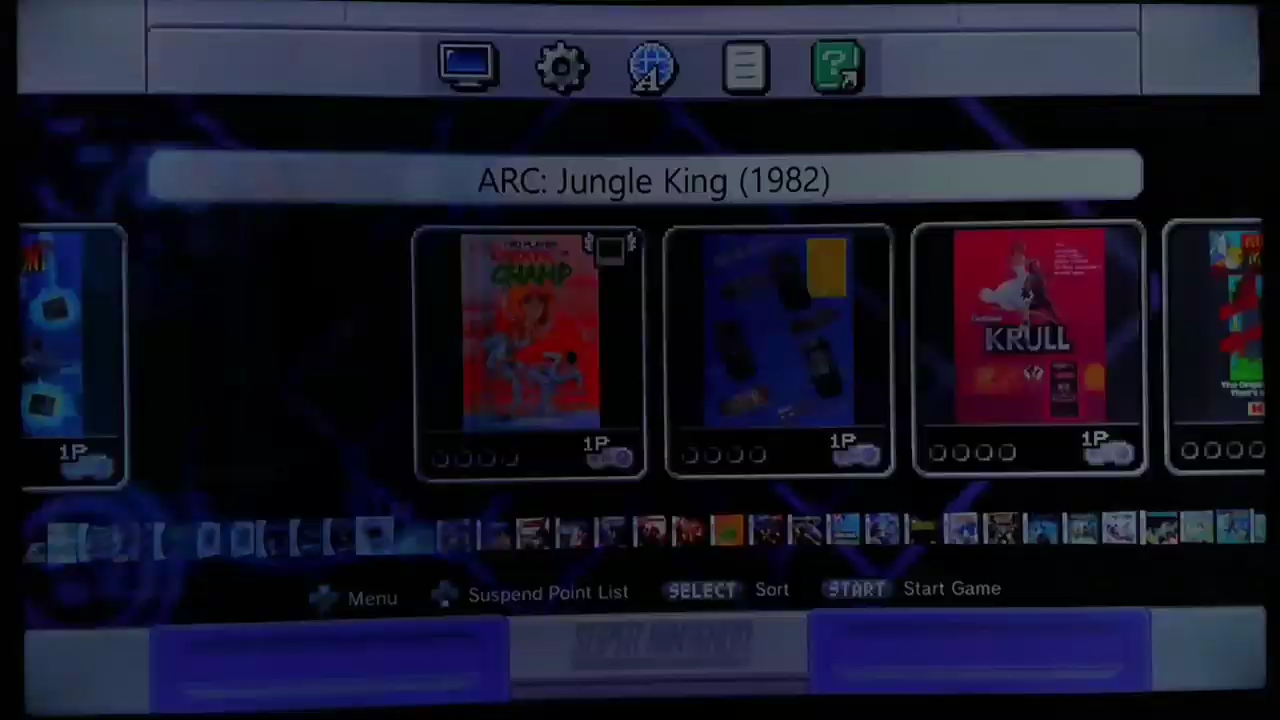 ARC: Jungle King (1982)
CHAMP
KRULL
1P
1P
1P
1P
Menu
Suspend Point List
SELECT Sort
START Start Game